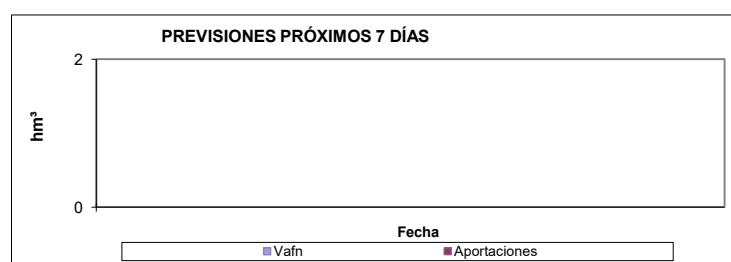 PREVISIONES PRÓXIMOS 7 DÍAS
2
hm³
0
Fecha
Vafn Aportaciones